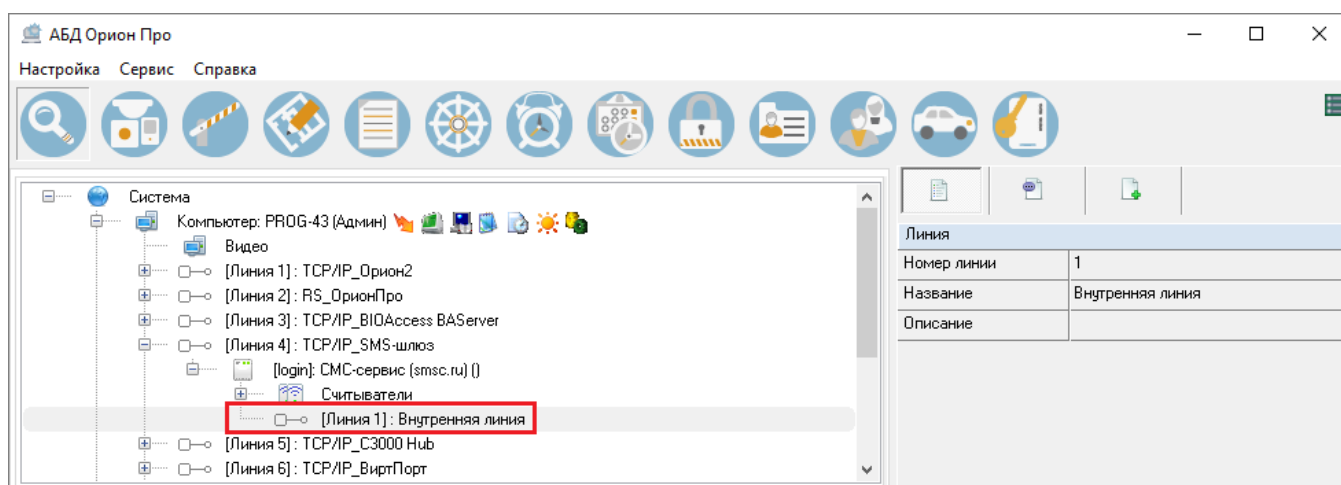 АБД Орион Про
Настройка Сервис Справка
Система
Компьютер: PROG-43 (Админ)
Видео
[Линия 1] : TCP/IP_Орион2
[Линия 2] : RS_ОрионПро
[Линия 3] : TCP/IP_BIOAccess BAServer
[Линия 4] : TCP/IP_SMS-шлюз
[login]: СМС-сервис (smsc.ru) ()
Считыватели
[Линия 1] : Внутренняя линия
[Линия 5] : TCP/IP_C3000 Hub
[Линия 6] : TCP/IP_ВиртПорт
Линия
Номер линии 1
Название Внутренняя линия
Описание